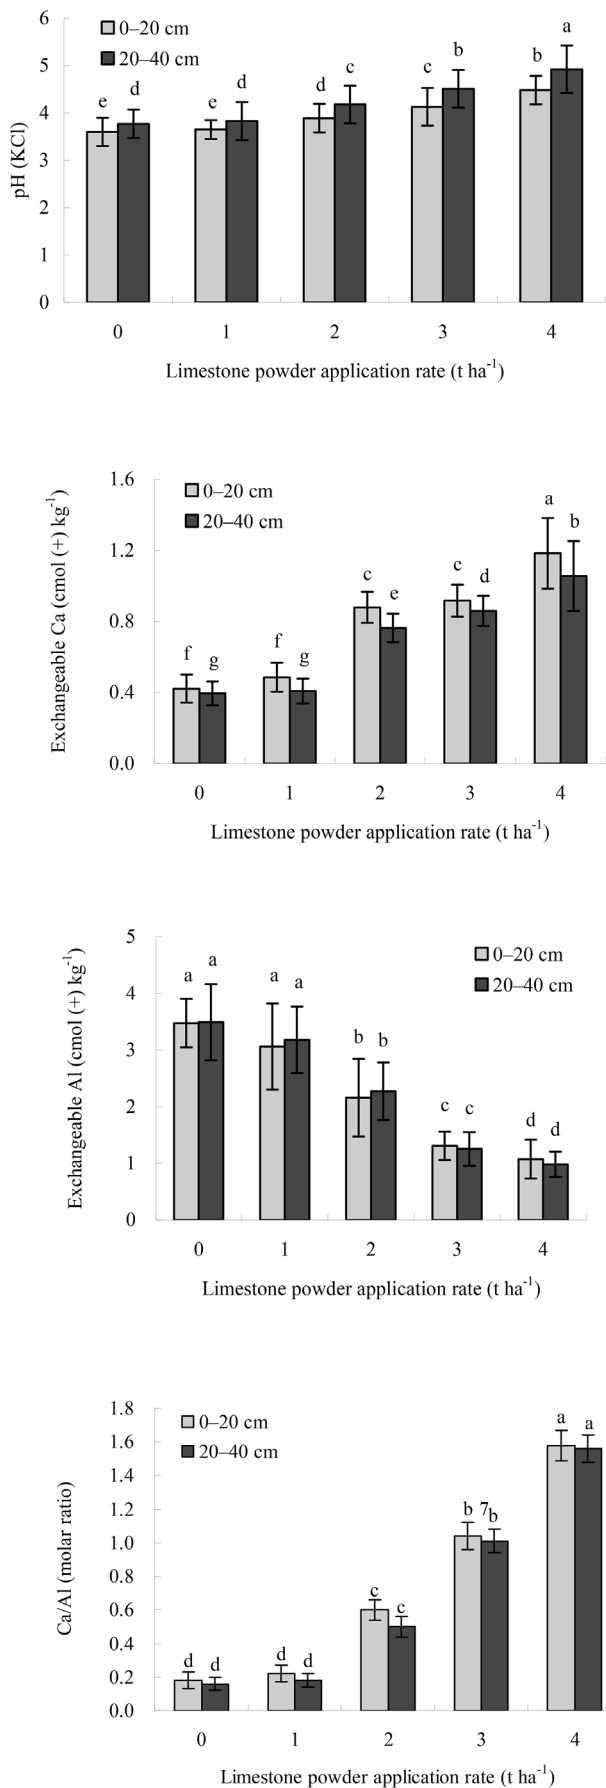 6
5
4
3
2
1
0
pH (KCl)
0–20 cm
20–40 cm
e d e d d c c b b a
0 1 2 3 4
Limestone powder application rate (t ha⁻¹)
1.6
1.2
0.8
0.4
0.0
Exchangeable Ca (cmol (+) kg⁻¹)
0–20 cm
20–40 cm
f g f g c e c d a b
0 1 2 3 4
Limestone powder application rate (t ha⁻¹)
5
4
3
2
1
0
Exchangeable Al (cmol (+) kg⁻¹)
0–20 cm
20–40 cm
a a a a b b c c d d
0 1 2 3 4
Limestone powder application rate (t ha⁻¹)
1.8
1.6
1.4
1.2
1.0
0.8
0.6
0.4
0.2
0.0
Ca/Al (molar ratio)
0–20 cm
20–40 cm
d d d d c c b 7 b a a
0 1 2 3 4
Limestone powder application rate (t ha⁻¹)